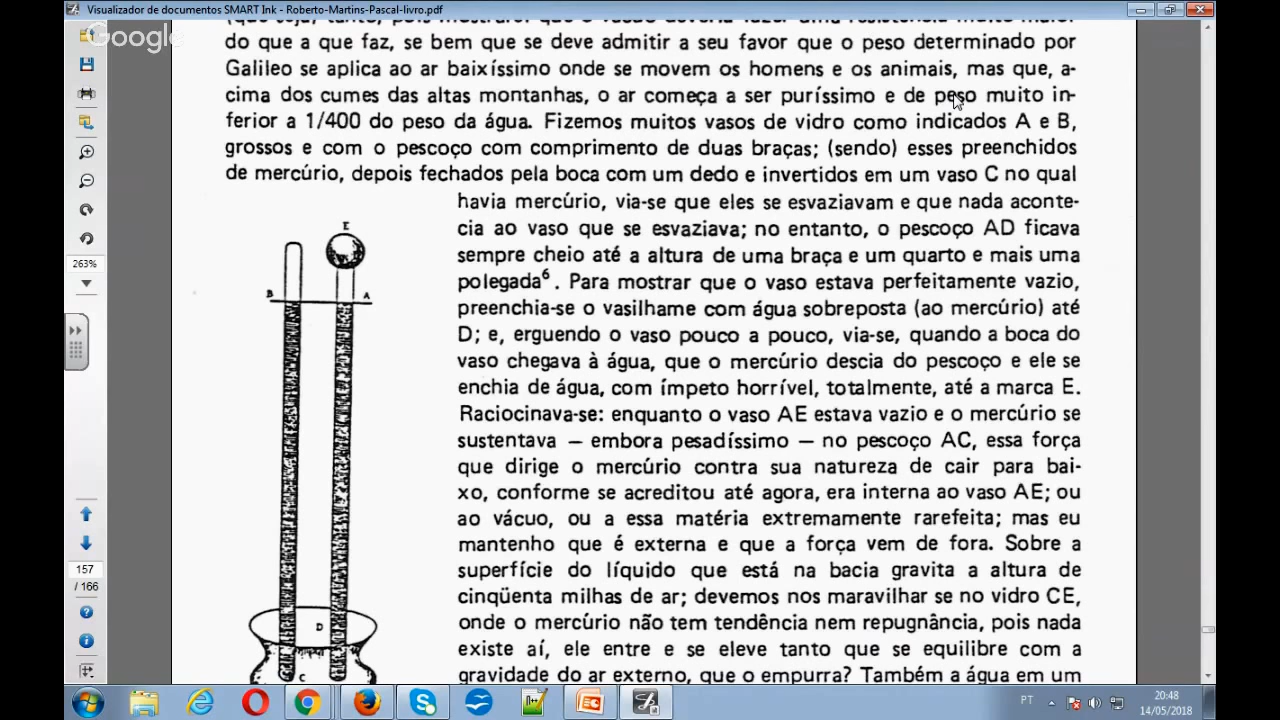 Visualizador de documentos SMART Ink - Roberto-Martins-Pascal-livro.pdf
Google
do que a que faz, se bem que se deve admitir a seu favor que o peso determinado por
Galileo se aplica ao ar baixíssimo onde se movem os homens e os animais, mas que, a-
cima dos cumes das altas montanhas, o ar começa a ser puríssimo e de peso muito in-
ferior a 1/400 do peso da água. Fizemos muitos vasos de vidro como indicados A e B,
grossos e com o pescoço com comprimento de duas braças; (sendo) esses preenchidos
de mercúrio, depois fechados pela boca com um dedo e invertidos em um vaso C no qual
havia mercúrio, via-se que eles se esvaziavam e que nada aconte-
cia ao vaso que se esvaziava; no entanto, o pescoço AD ficava
sempre cheio até a altura de uma braça e um quarto e mais uma
polegada⁶. Para mostrar que o vaso estava perfeitamente vazio,
preenchia-se o vasilhame com água sobreposta (ao mercúrio) até
D; e, erguendo o vaso pouco a pouco, via-se, quando a boca do
vaso chegava à água, que o mercúrio descia do pescoço e ele se
enchia de água, com ímpeto horrível, totalmente, até a marca E.
Raciocinava-se: enquanto o vaso AE estava vazio e o mercúrio se
sustentava — embora pesadíssimo — no pescoço AC, essa força
que dirige o mercúrio contra sua natureza de cair para bai-
xo, conforme se acreditou até agora, era interna ao vaso AE; ou
ao vácuo, ou a essa matéria extremamente rarefeita; mas eu
mantenho que é externa e que a força vem de fora. Sobre a
superfície do líquido que está na bacia gravita a altura de
cinqüenta milhas de ar; devemos nos maravilhar se no vidro CE,
onde o mercúrio não tem tendência nem repugnância, pois nada
existe aí, ele entre e se eleve tanto que se equilibre com a
gravidade do ar externo, que o empurra? Também a água em um
E
B
A
D
C
263%
157
/ 166
PT
20:48
14/05/2018